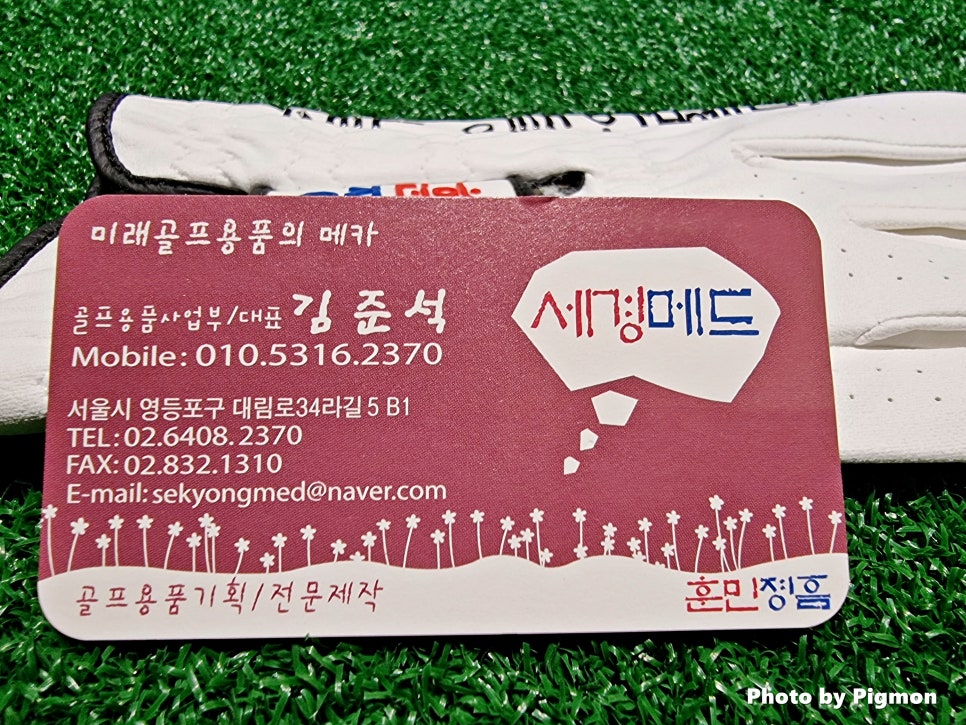 미래골프용품의 메카
골프용품사업부/대표 김준석
세경메드
Mobile: 010.5316.2370
서울시 영등포구 대림로34라길 5 B1
TEL: 02.6408.2370
FAX: 02.832.1310
E-mail: sekyongmed@naver.com
골프용품기획/전문제작
훈민정흠
Photo by Pigmon